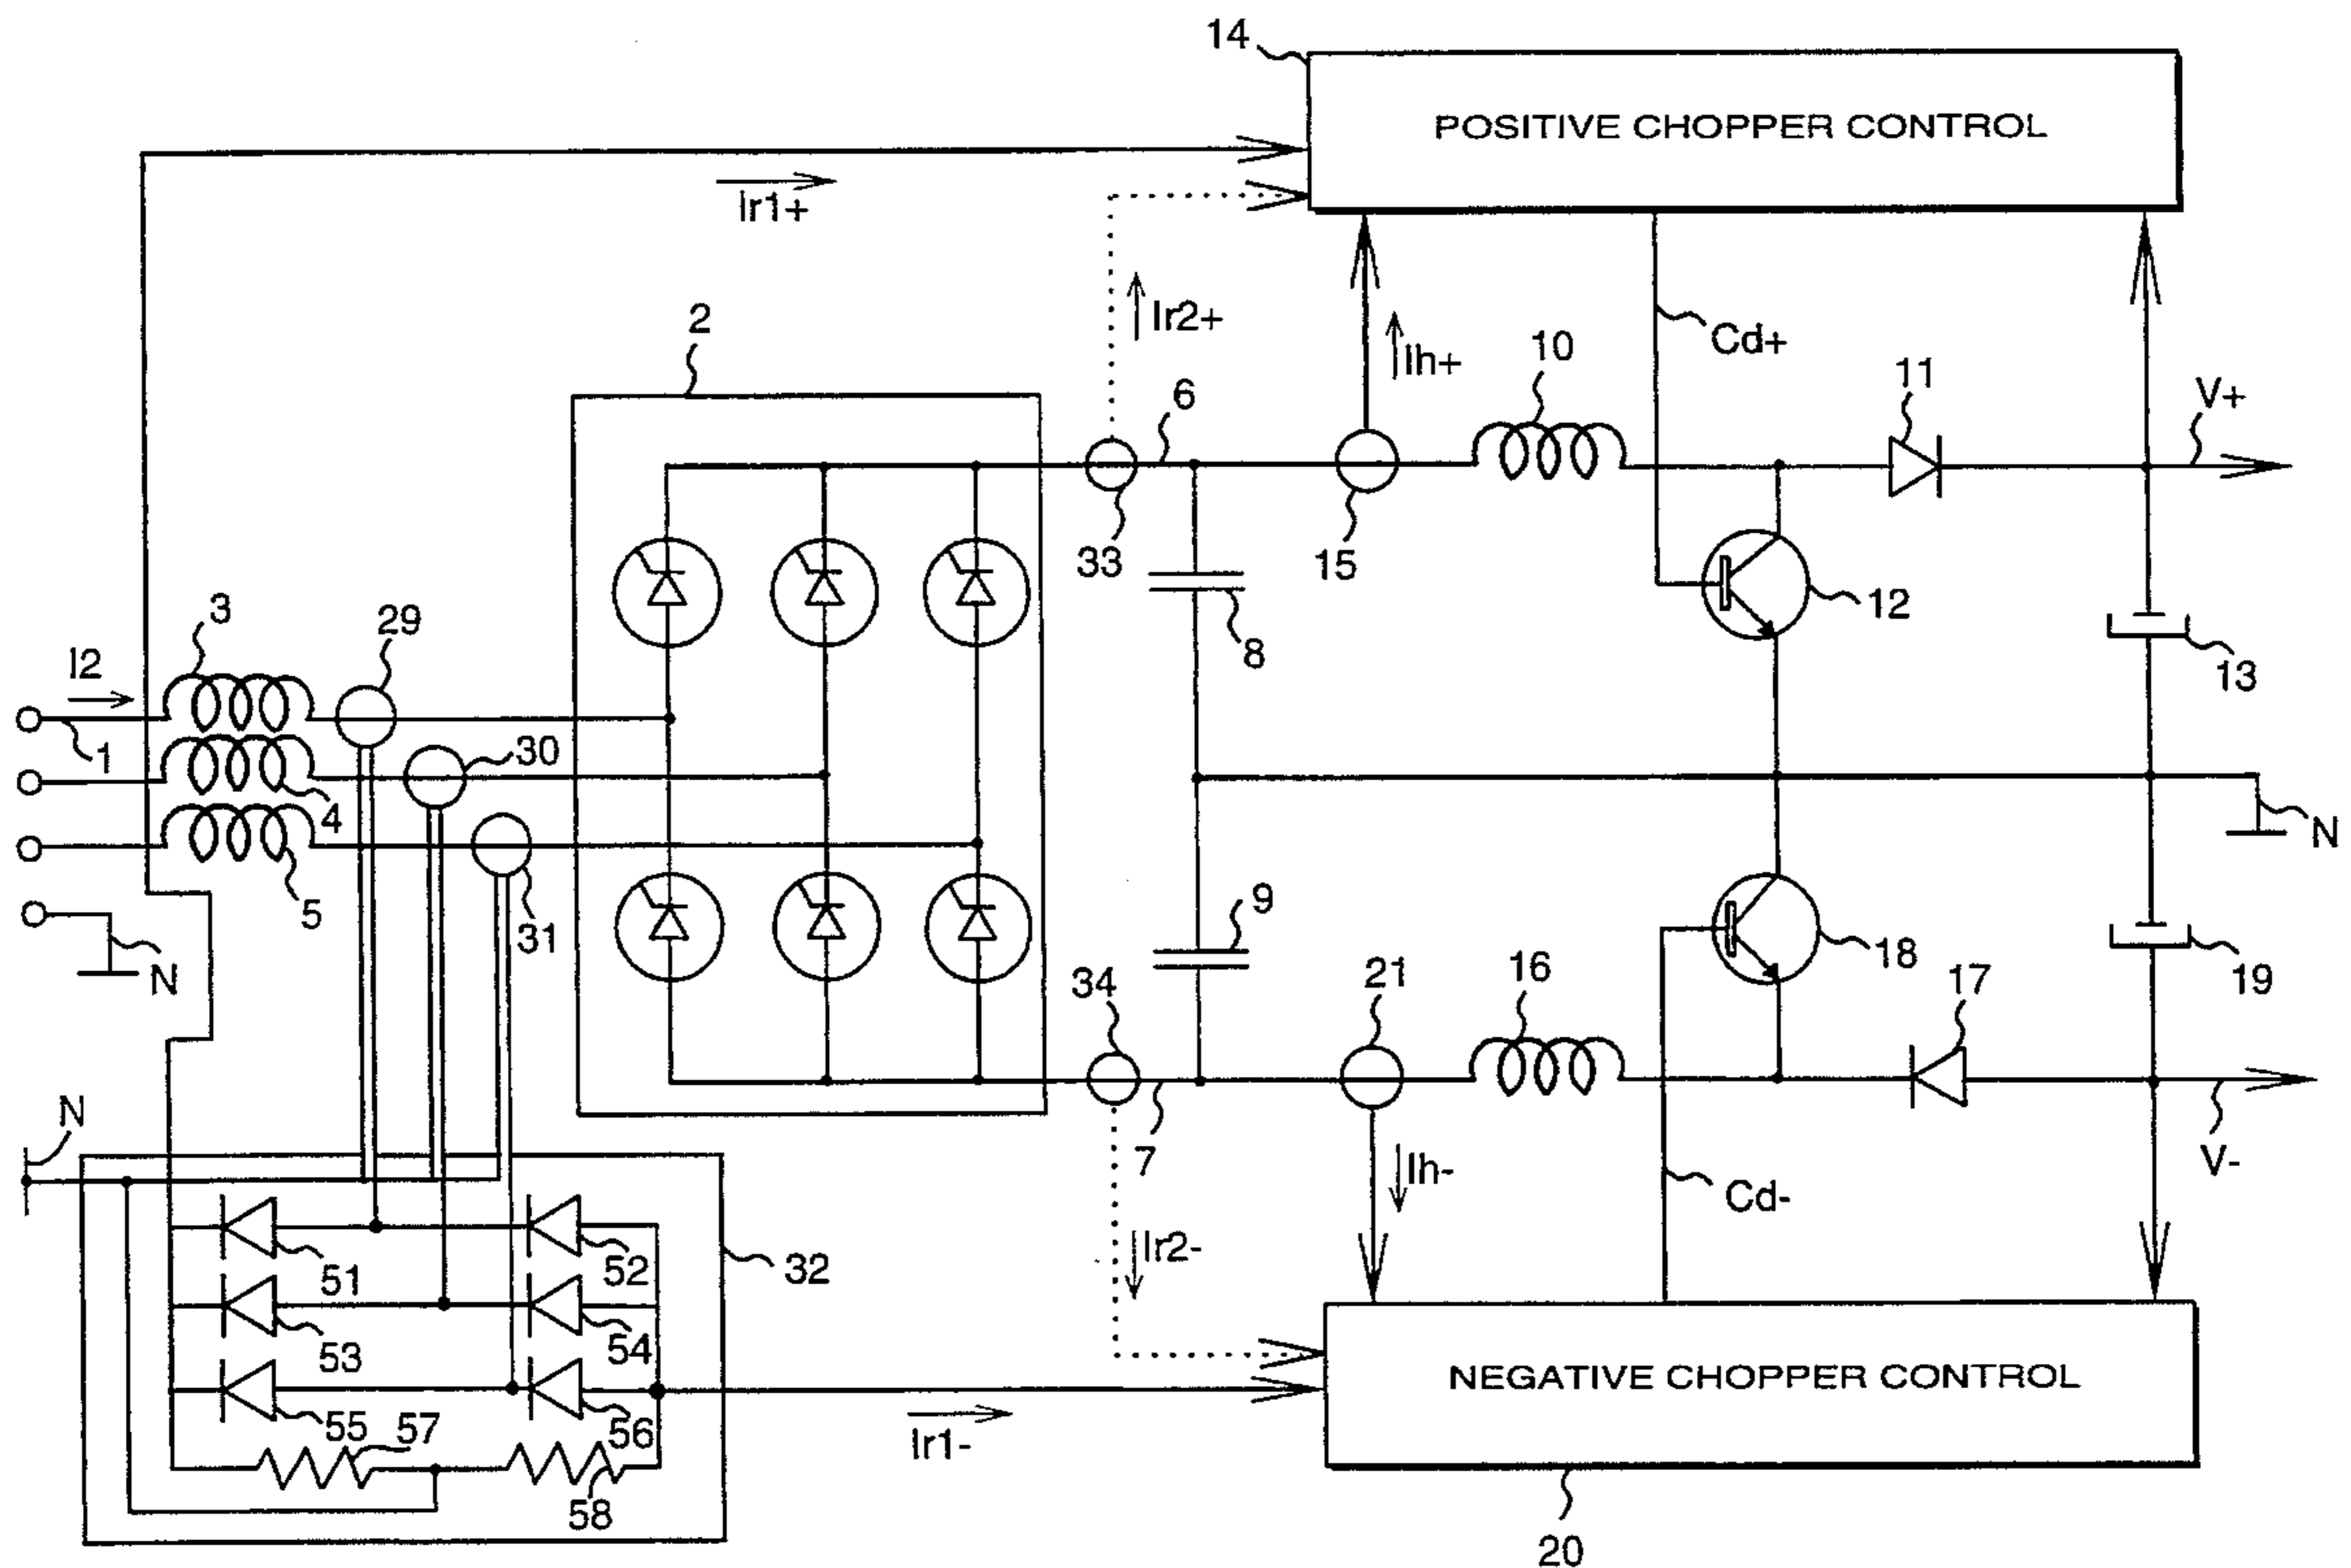 14
POSITIVE CHOPPER CONTROL
Ir1+
Ir2+
Ih+
Cd+
2
6
10
11
V+
33
15
12
8
13
3
29
I2
1
30
4
5
31
N
N
9
34
21
16
18
17
19
N
7
Ih-
Ir2-
Cd-
V-
51
52
32
53
54
55
57
56
58
Ir1-
NEGATIVE CHOPPER CONTROL
20